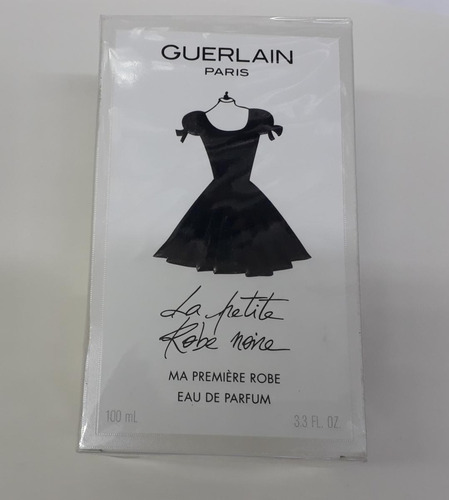 GUERLAIN
PARIS
La petite
Robe noire
MA PREMIÈRE ROBE
EAU DE PARFUM
100 mL 3.3 FL. OZ